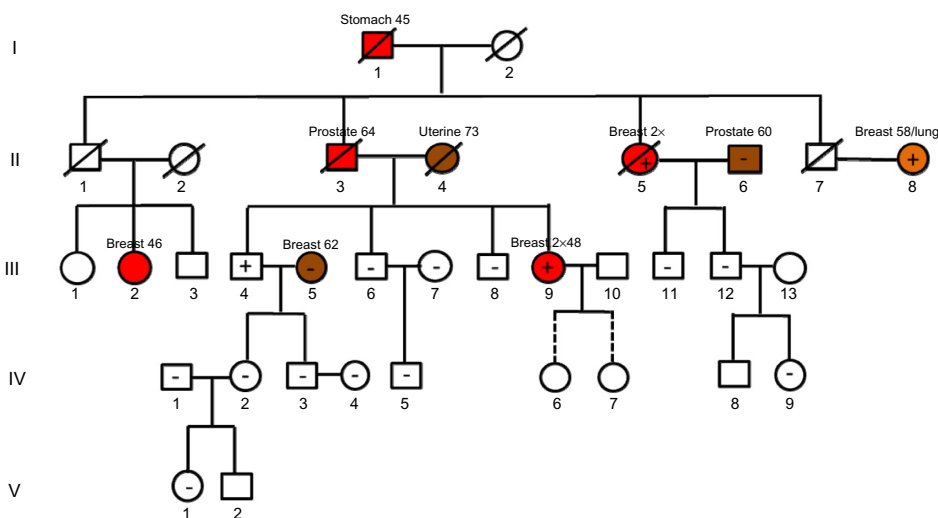 Stomach 45
I
1 2
Prostate 64 Uterine 73 Breast 2× Prostate 60 Breast 58/lung
II + - +
1 2 3 4 5 6 7 8
Breast 46 Breast 62 Breast 2×48
III + - - - - + - -
1 2 3 4 5 6 7 8 9 10 11 12 13
IV - - - - - -
1 2 3 4 5 6 7 8 9
V -
1 2